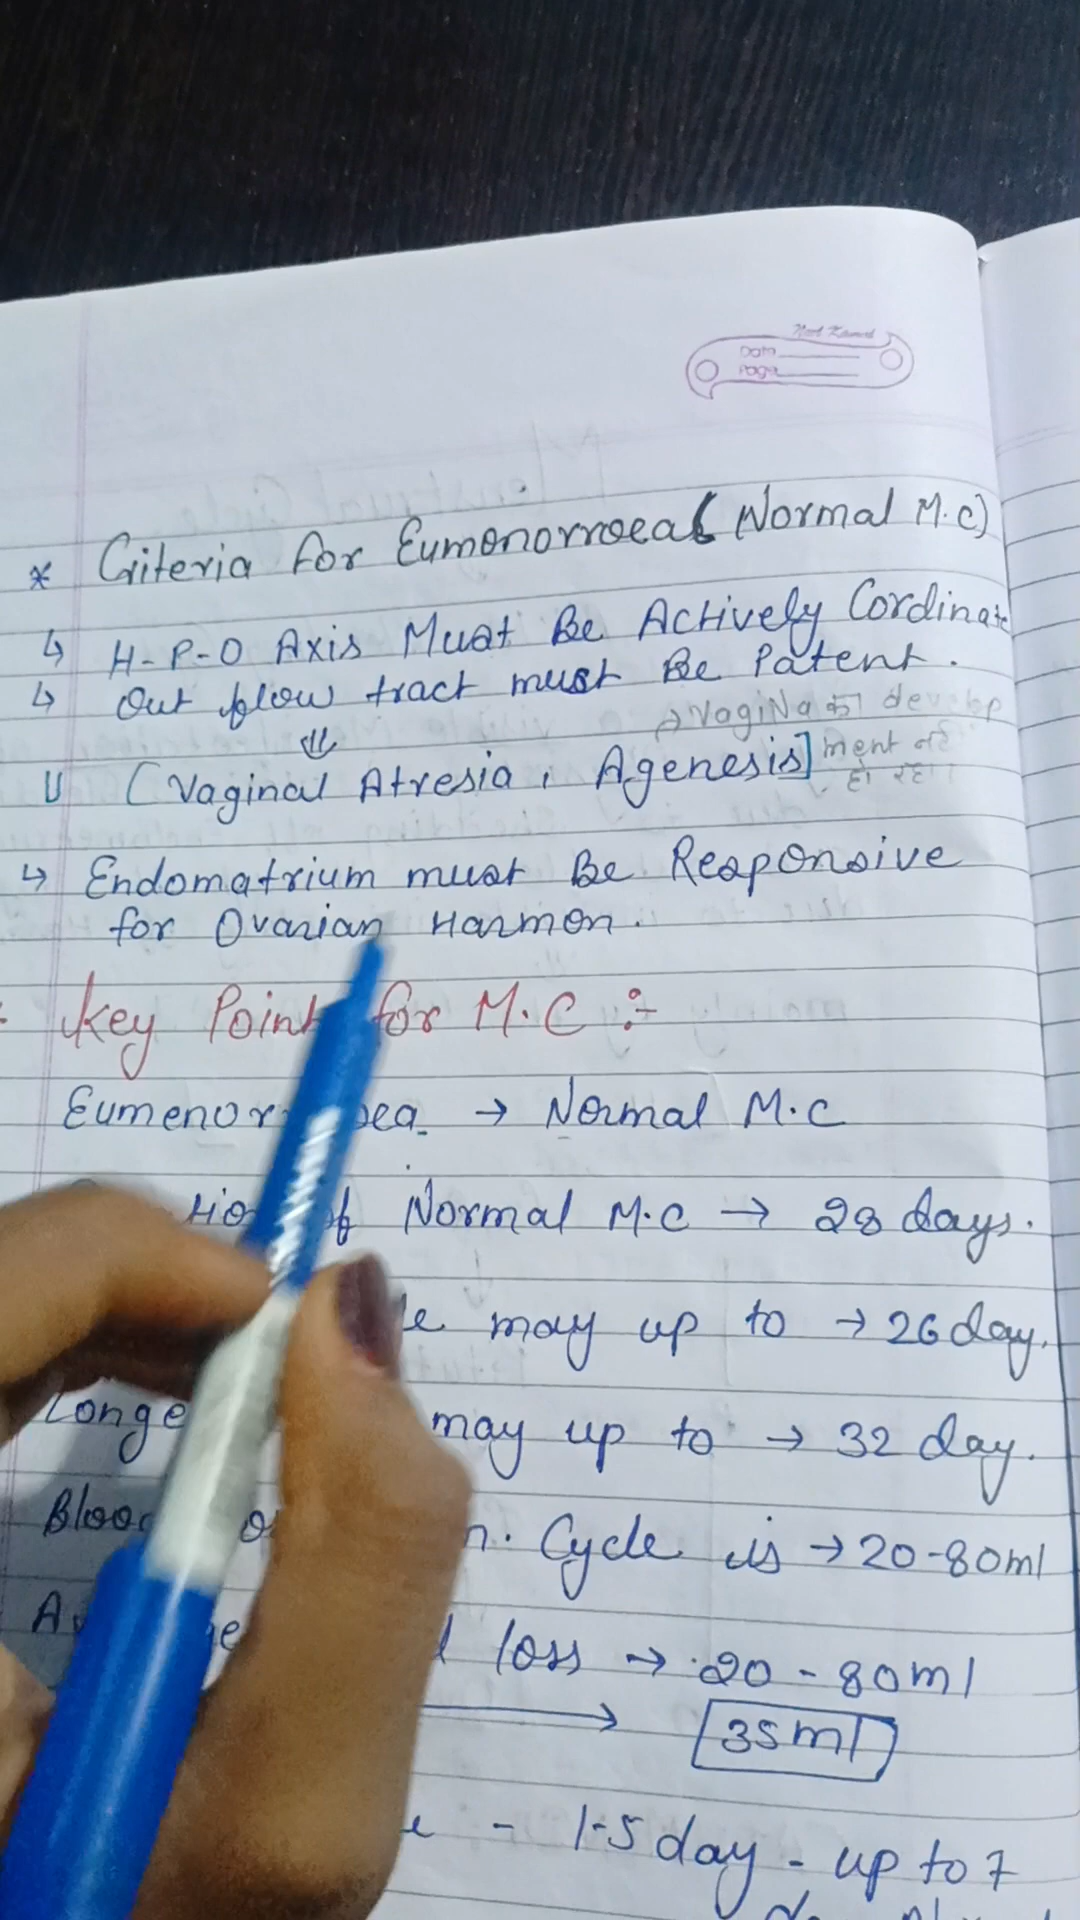 Date
Page
* Criteria for Eumonorroea (Normal M.C)
↳ H-P-O Axis Must Be Actively Cordinate
↳ Out flow tract must Be Patent.
→ Vagina का develop
[Vaginal Atresia, Agenesis] ment नहीं
हो रहा
↳ Endomatrium must Be Responsive
for Ovarian Harmon.
Key Point for M.C :-
Eumenor ea → Normal M.C
of Normal M.C → 28 days.
may up to → 26 day.
Longe may up to → 32 day.
Cycle is → 20-80ml
loss → 20-80ml
→ 35ml
- 1-5 day - up to 7